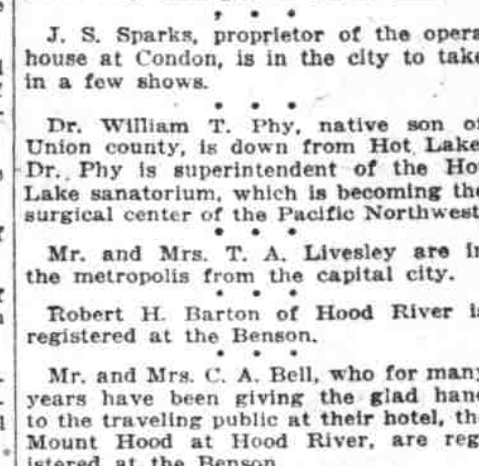 J. S. Sparks, proprietor of the opera
house at Condon, is in the city to take
in a few shows.
* * *
Dr. William T. Phy, native son of
Union county, is down from Hot Lake
Dr. Phy is superintendent of the Hot
Lake sanatorium, which is becoming the
surgical center of the Pacific Northwest
* * *
Mr. and Mrs. T. A. Livesley are in
the metropolis from the capital city.
* * *
Robert H. Barton of Hood River is
registered at the Benson.
* * *
Mr. and Mrs. C. A. Bell, who for many
years have been giving the glad hand
to the traveling public at their hotel, the
Mount Hood at Hood River, are reg-
istered at the Benson